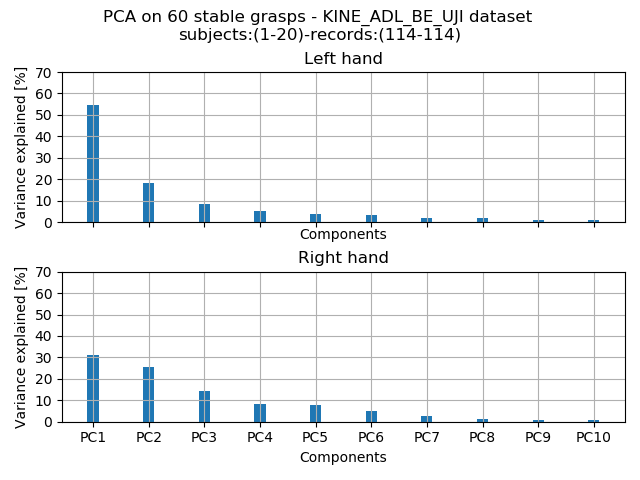 PCA on 60 stable grasps - KINE_ADL_BE_UJI dataset
subjects:(1-20)-records:(114-114)
Left hand
Variance explained [%]
70
60
50
40
30
20
10
0
Components
Right hand
Variance explained [%]
70
60
50
40
30
20
10
0
PC1 PC2 PC3 PC4 PC5 PC6 PC7 PC8 PC9 PC10
Components